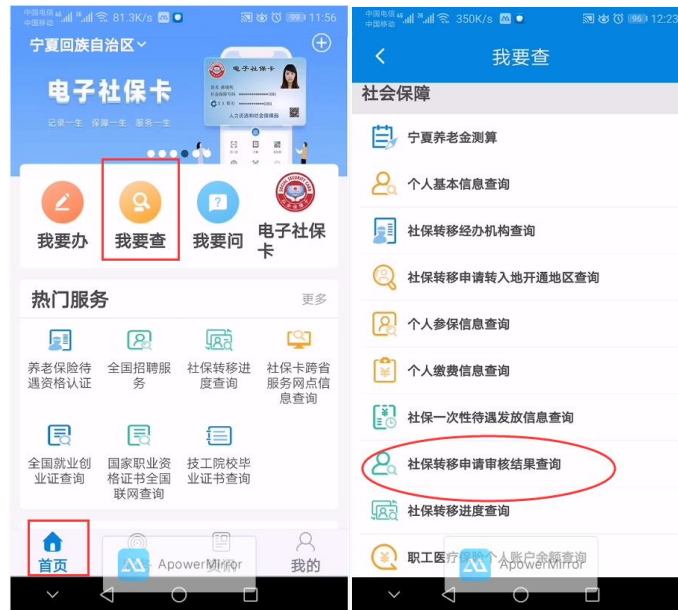 中国电信
中国移动
81.3K/s
99
11:56
宁夏回族自治区
电子社保卡
记录一生 保障一生 服务一生
电子社保卡
我要办
我要查
我要问
电子社保卡
热门服务
更多
养老保险待遇资格认证
全国招聘服务
社保转移进度查询
社保卡跨省服务网点信息查询
全国就业创业证查询
国家职业资格证书全国联网查询
技工院校毕业证书查询
首页
ApowerMirror
我的
中国电信
中国移动
350K/s
96
12:23
我要查
社会保障
宁夏养老金测算
个人基本信息查询
社保转移经办机构查询
社保转移申请转入地开通地区查询
个人参保信息查询
个人缴费信息查询
社保一次性待遇发放信息查询
社保转移申请审核结果查询
社保转移进度查询
职工医疗保险个人账户金额查询
ApowerMirror